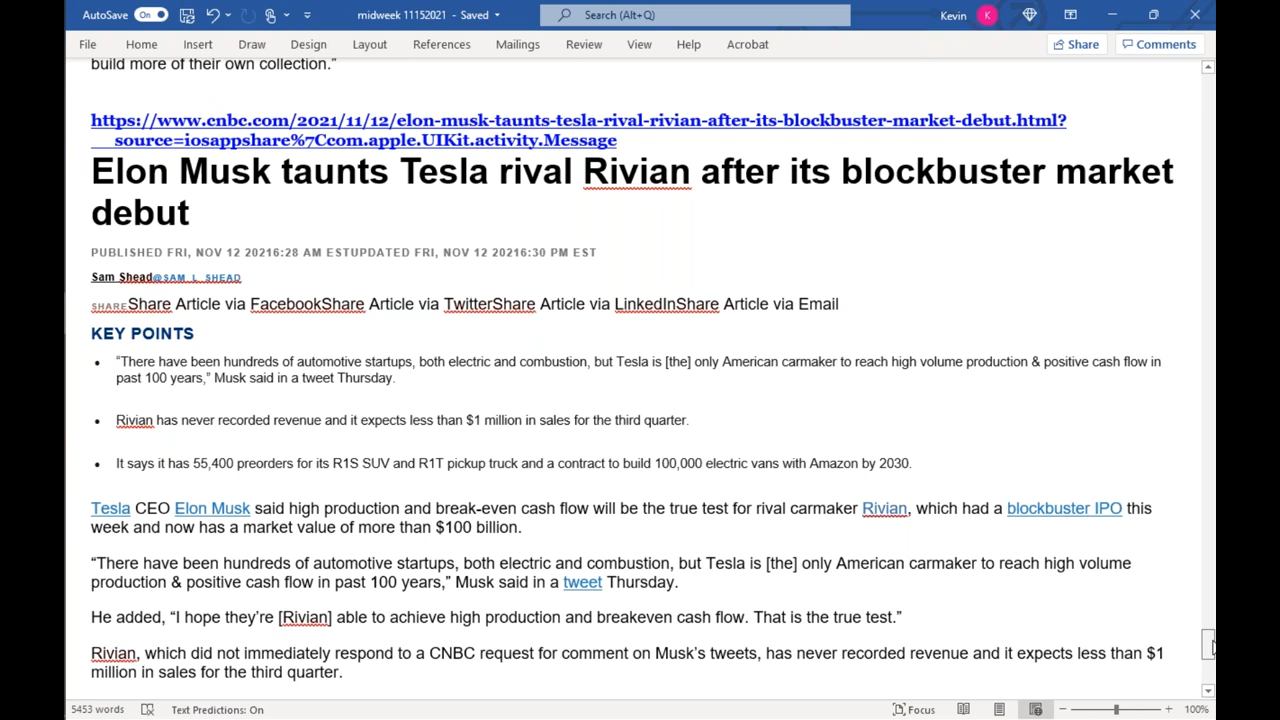 AutoSave On midweek 11152021 - Saved Search (Alt+Q) Kevin K
File Home Insert Draw Design Layout References Mailings Review View Help Acrobat Share Comments
build more of their own collection.”
https://www.cnbc.com/2021/11/12/elon-musk-taunts-tesla-rival-rivian-after-its-blockbuster-market-debut.html?
source=iosappshare%7Ccom.apple.UIKit.activity.Message
Elon Musk taunts Tesla rival Rivian after its blockbuster market
debut
PUBLISHED FRI, NOV 12 20216:28 AM ESTUPDATED FRI, NOV 12 20216:30 PM EST
Sam Shead@SAM_L_SHEAD
SHAREShare Article via FacebookShare Article via TwitterShare Article via LinkedInShare Article via Email
KEY POINTS
• “There have been hundreds of automotive startups, both electric and combustion, but Tesla is [the] only American carmaker to reach high volume production & positive cash flow in
past 100 years,” Musk said in a tweet Thursday.
• Rivian has never recorded revenue and it expects less than $1 million in sales for the third quarter.
• It says it has 55,400 preorders for its R1S SUV and R1T pickup truck and a contract to build 100,000 electric vans with Amazon by 2030.
Tesla CEO Elon Musk said high production and break-even cash flow will be the true test for rival carmaker Rivian, which had a blockbuster IPO this
week and now has a market value of more than $100 billion.
“There have been hundreds of automotive startups, both electric and combustion, but Tesla is [the] only American carmaker to reach high volume
production & positive cash flow in past 100 years,” Musk said in a tweet Thursday.
He added, “I hope they’re [Rivian] able to achieve high production and breakeven cash flow. That is the true test.”
Rivian, which did not immediately respond to a CNBC request for comment on Musk’s tweets, has never recorded revenue and it expects less than $1
million in sales for the third quarter.
5453 words Text Predictions: On Focus 100%